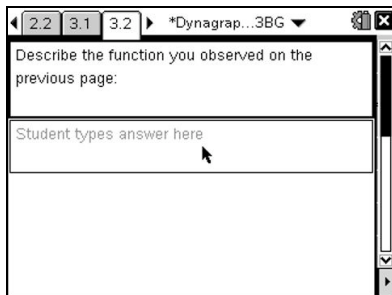 2.2 3.1 3.2 *Dynagrap...3BG
Describe the function you observed on the
previous page:
Student types answer here